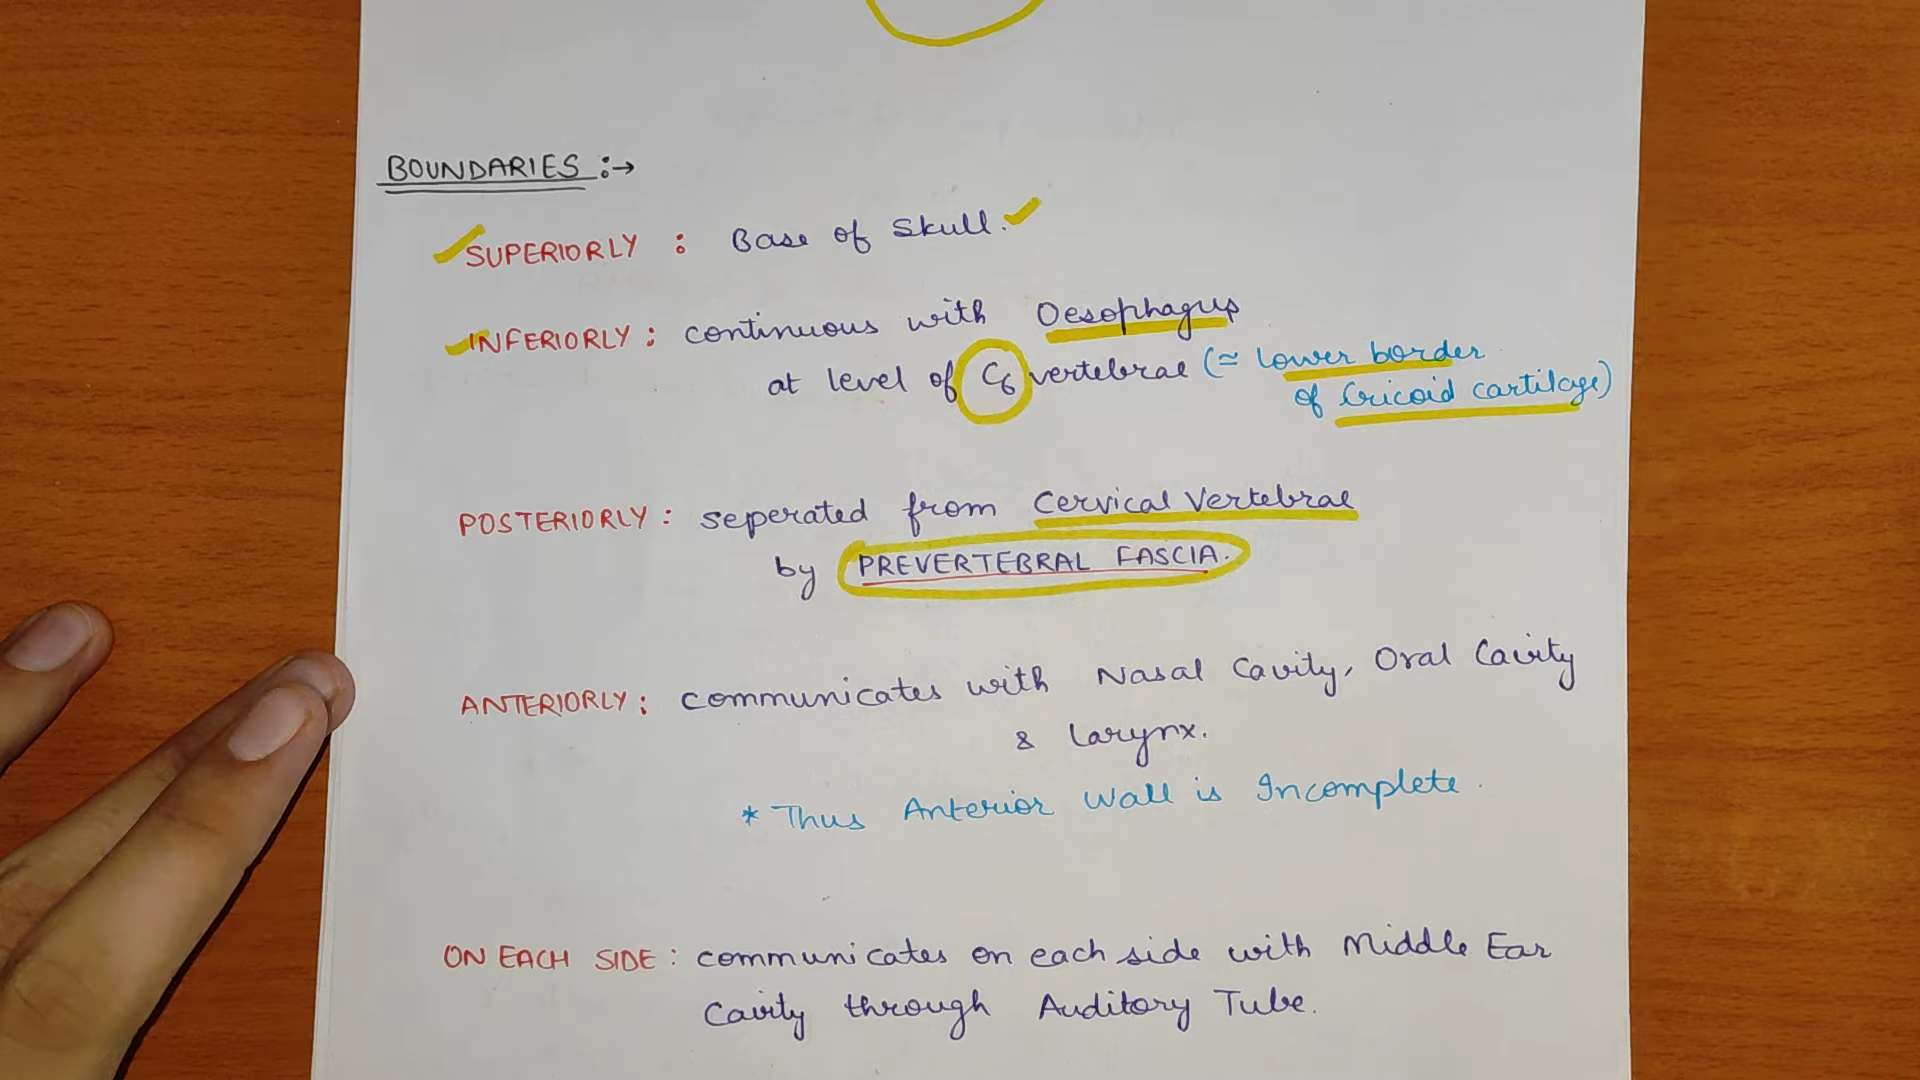 BOUNDARIES :→
SUPERIORLY : Base of Skull.
INFERIORLY : continuous with Oesophagus
at level of C6 vertebrae (≈ lower border
of Cricoid cartilage)
POSTERIORLY : seperated from Cervical Vertebrae
by PREVERTEBRAL FASCIA.
ANTERIORLY : communicates with Nasal Cavity, Oral Cavity
& Larynx.
* Thus Anterior Wall is Incomplete.
ON EACH SIDE : communicates on each side with Middle Ear
Cavity through Auditory Tube.